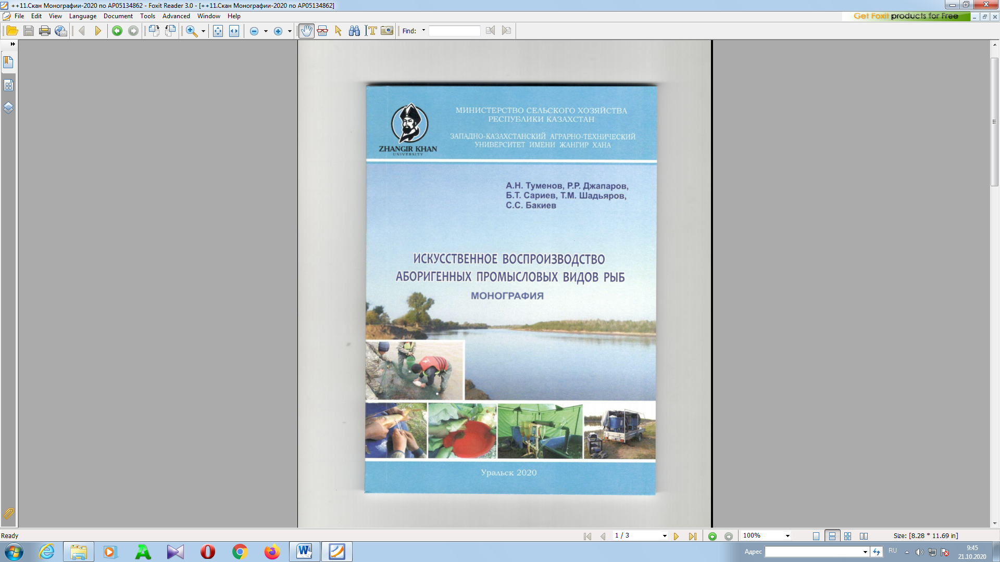 ++11.Скан Монографии-2020 по AP05134862 - Foxit Reader 3.0 - [++11.Скан Монографии-2020 по AP05134862]
File Edit View Language Document Tools Advanced Window Help
Get Foxit products for Free
Find:
МИНИСТЕРСТВО СЕЛЬСКОГО ХОЗЯЙСТВА
РЕСПУБЛИКИ КАЗАХСТАН
ЗАПАДНО-КАЗАХСТАНСКИЙ АГРАРНО-ТЕХНИЧЕСКИЙ
УНИВЕРСИТЕТ ИМЕНИ ЖАНГИР ХАНА
ZHANGIR KHAN
UNIVERSITY
А.Н. Туменов, Р.Р. Джапаров,
Б.Т. Сариев, Т.М. Шадьяров,
С.С. Бакиев
ИСКУССТВЕННОЕ ВОСПРОИЗВОДСТВО
АБОРИГЕННЫХ ПРОМЫСЛОВЫХ ВИДОВ РЫБ
МОНОГРАФИЯ
Уральск 2020
Ready
1 / 3
100%
Size: [8.28 * 11.69 in]
Адрес
RU
9:45
21.10.2020